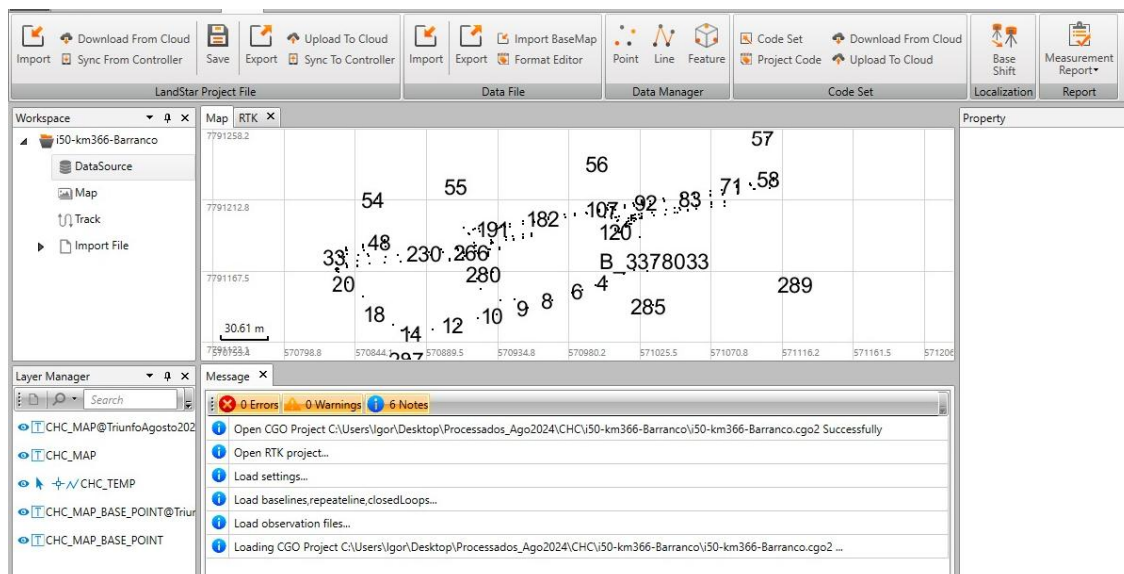 Import Download From Cloud Sync From Controller Save Export Upload To Cloud Sync To Controller
LandStar Project File
Import Export Import BaseMap Format Editor
Data File
Point Line Feature
Data Manager
Code Set Project Code Download From Cloud Upload To Cloud
Code Set
Base Shift
Localization
Measurement Report
Report
Workspace
i50-km366-Barranco
DataSource
Map
Track
Import File
Map RTK
7791258.2
57
56
55
54
7791212.8
58
71
83
92
107
182
191
120
48
33
230
266
280
20
B_3378033
7791167.5
4
6
8
9
10
12
14
18
285
289
30.61 m
570798.8 570889.5 570934.8 570980.2 571025.5 571070.8 571116.2 571161.5 571206
Property
Layer Manager
Search
CHC_MAP@TriunfoAgosto202
CHC_MAP
CHC_TEMP
CHC_MAP_BASE_POINT@Triur
CHC_MAP_BASE_POINT
Message
0 Errors 0 Warnings 6 Notes
Open CGO Project C:\Users\Igor\Desktop\Processados_Ago2024\CHC\i50-km366-Barranco\i50-km366-Barranco.cgo2 Successfully
Open RTK project...
Load settings...
Load baselines,repeateline,closedLoops...
Load observation files...
Loading CGO Project C:\Users\Igor\Desktop\Processados_Ago2024\CHC\i50-km366-Barranco\i50-km366-Barranco.cgo2 ...